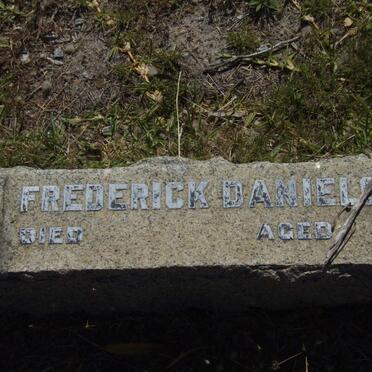 FREDERICK DANIELS
DIED AGED